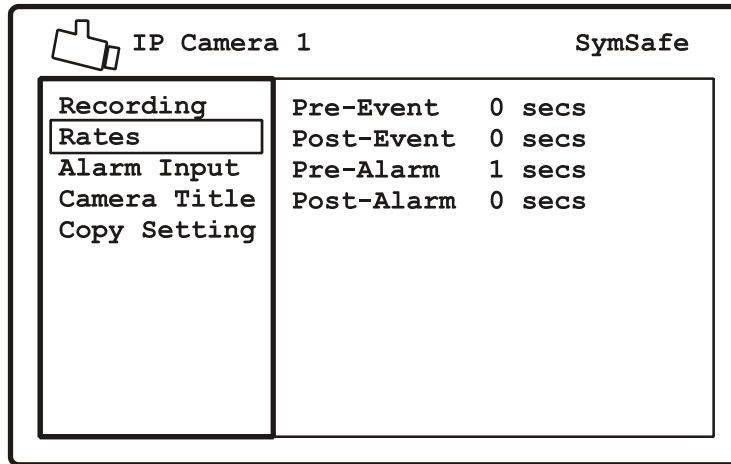 IP Camera 1 SymSafe
Recording
Rates
Alarm Input
Camera Title
Copy Setting
Pre-Event 0 secs
Post-Event 0 secs
Pre-Alarm 1 secs
Post-Alarm 0 secs